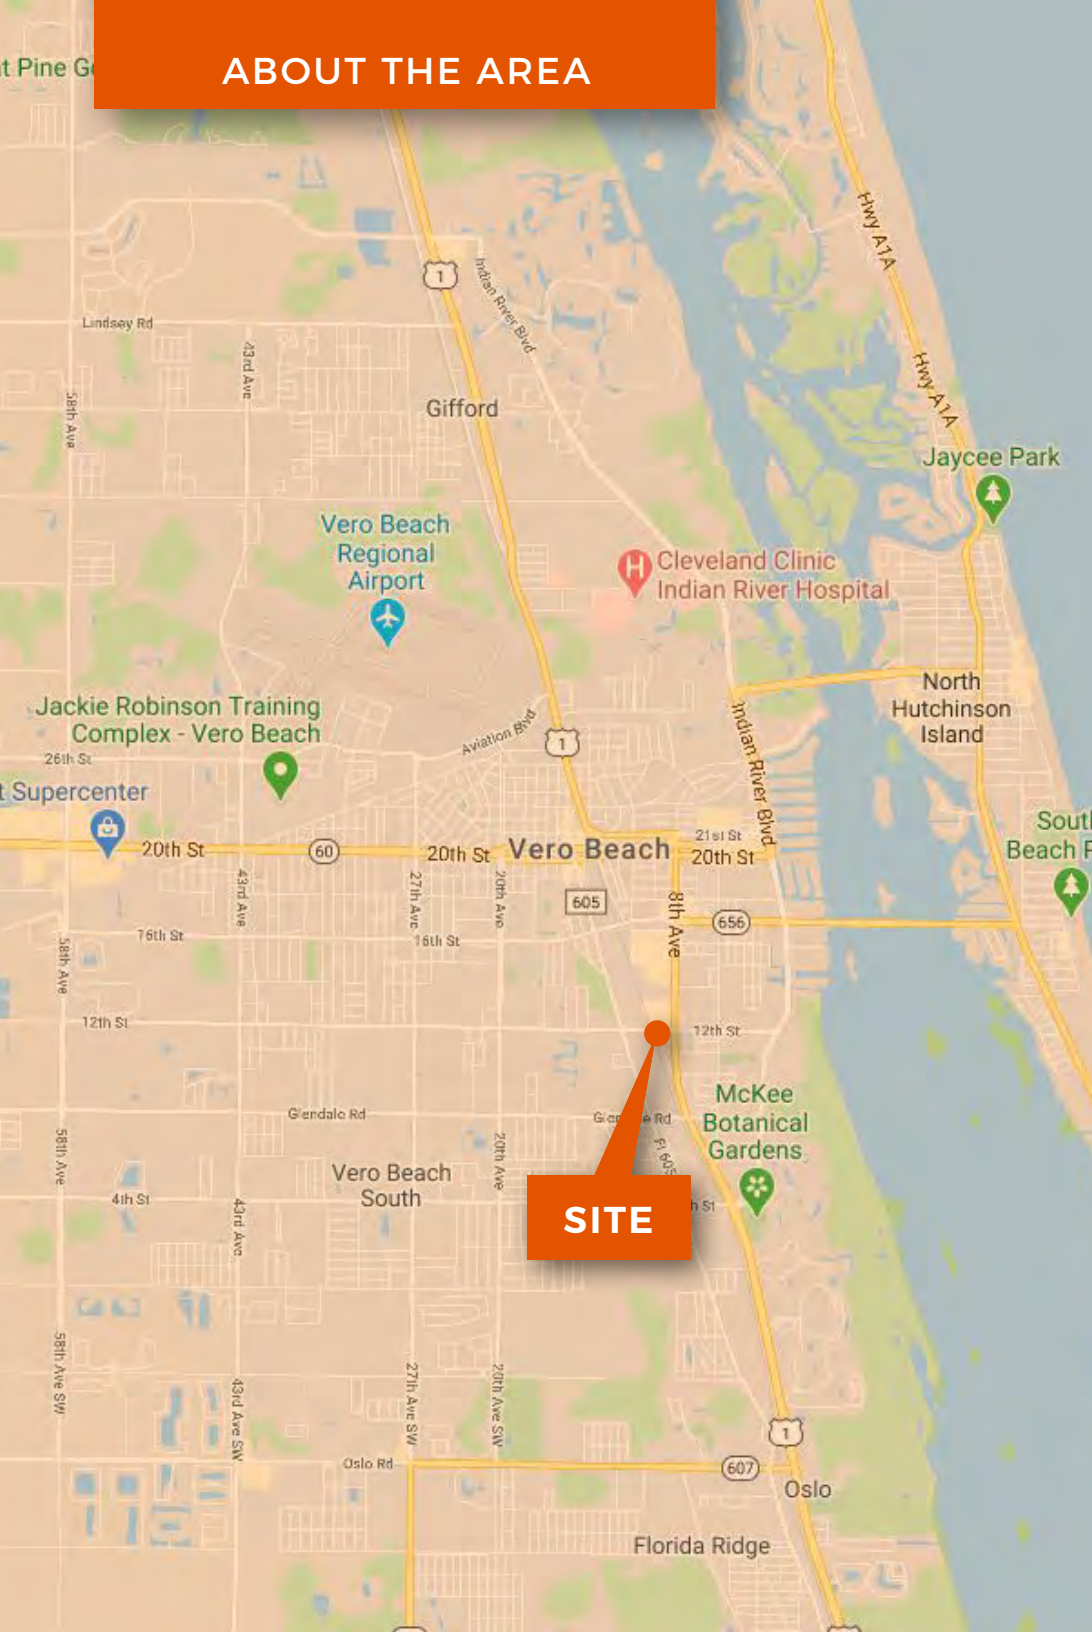 ABOUT THE AREA
t Pine G
Hwy A1A
1
Indian River Blvd
Lindsey Rd
43rd Ave
58th Ave
Hwy A1A
Gifford
Jaycee Park
Vero Beach
Regional
Airport
H
Cleveland Clinic
Indian River Hospital
North
Hutchinson
Island
Jackie Robinson Training
Complex - Vero Beach
Aviation Blvd
1
Indian River Blvd
26th St
t Supercenter
20th St
60
20th St
Vero Beach
21st St
20th St
South
Beach P
43rd Ave
27th Ave
20th Ave
605
8th Ave
656
16th St
16th St
58th Ave
12th St
12th St
McKee
Botanical
Gardens
Glendale Rd
58th Ave
20th Ave
Fl 605
Vero Beach
South
4th St
43rd Ave
h St
SITE
58th Ave SW
43rd Ave SW
27th Ave SW
20th Ave SW
1
Oslo Rd
607
Oslo
Florida Ridge